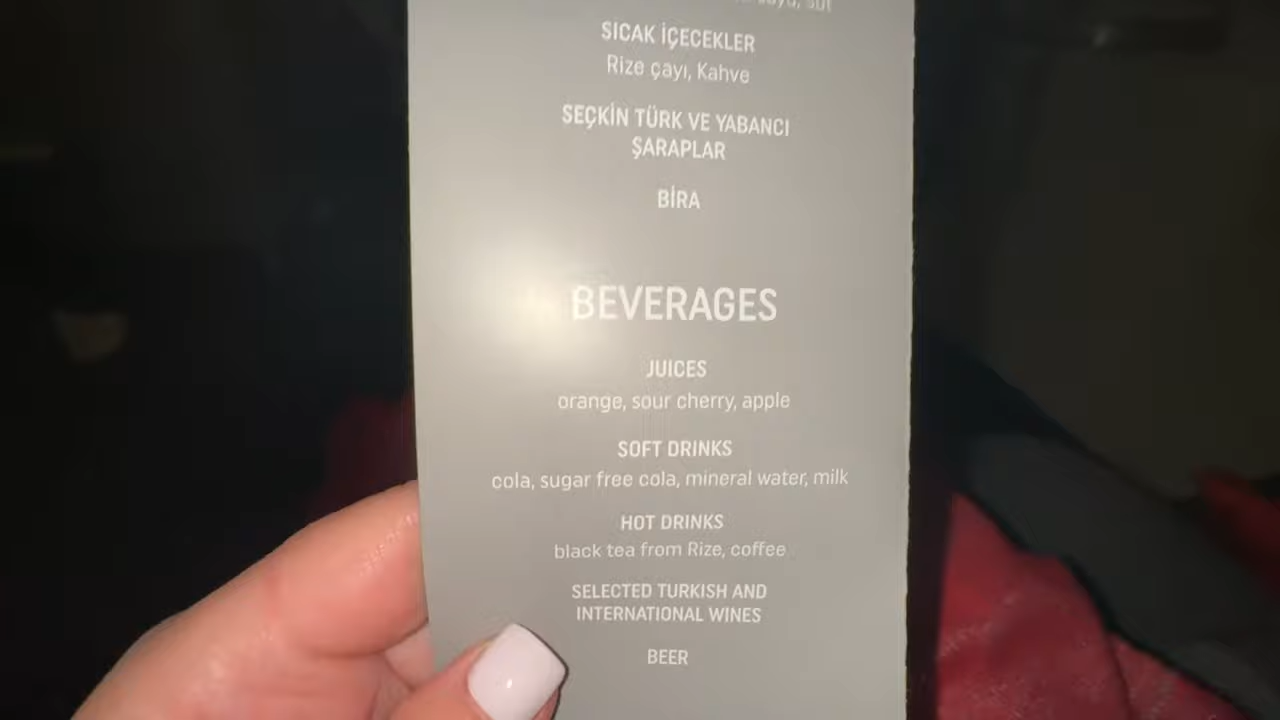 süt
SICAK İÇECEKLER
Rize çayı, Kahve
SEÇKİN TÜRK VE YABANCI
ŞARAPLAR
BİRA
BEVERAGES
JUICES
orange, sour cherry, apple
SOFT DRINKS
cola, sugar free cola, mineral water, milk
HOT DRINKS
black tea from Rize, coffee
SELECTED TURKISH AND
INTERNATIONAL WINES
BEER